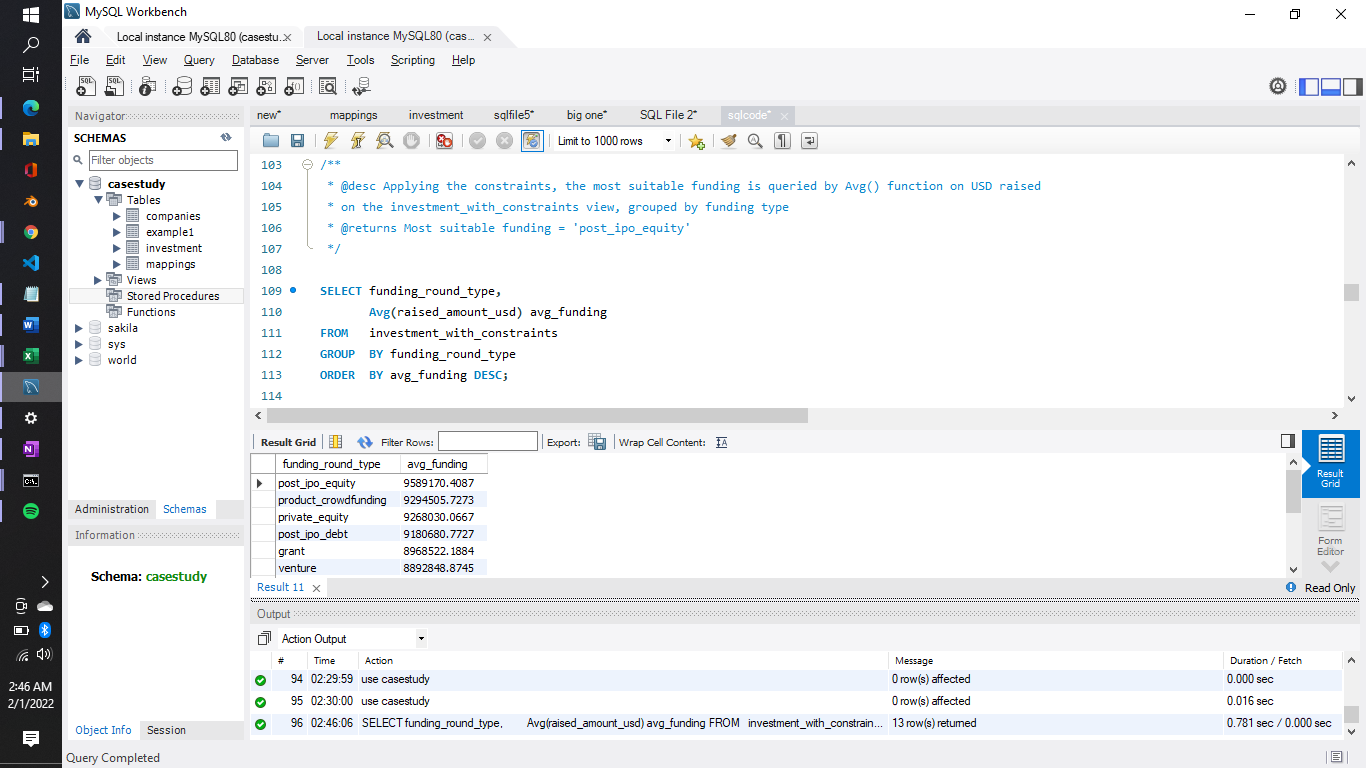 MySQL Workbench
Local instance MySQL80 (casestu...
Local instance MySQL80 (cas...
File Edit View Query Database Server Tools Scripting Help
Navigator
SCHEMAS
Filter objects
casestudy
Tables
companies
example1
investment
mappings
Views
Stored Procedures
Functions
sakila
sys
world
Administration Schemas
Information
Schema: casestudy
Object Info Session
new* mappings investment sqlfile5* big one* SQL File 2* sqlcode*
Limit to 1000 rows
103 /**
104 * @desc Applying the constraints, the most suitable funding is queried by Avg() function on USD raised
105 * on the investment_with_constraints view, grouped by funding type
106 * @returns Most suitable funding = 'post_ipo_equity'
107 */
108
109 SELECT funding_round_type,
110 Avg(raised_amount_usd) avg_funding
111 FROM investment_with_constraints
112 GROUP BY funding_round_type
113 ORDER BY avg_funding DESC;
114
Result Grid Filter Rows: Export: Wrap Cell Content:
funding_round_type avg_funding
post_ipo_equity 9589170.4087
product_crowdfunding 9294505.7273
private_equity 9268030.0667
post_ipo_debt 9180680.7727
grant 8968522.1884
venture 8892848.8745
Result Grid
Form Editor
Result 11
Read Only
Output
Action Output
# Time Action Message Duration / Fetch
94 02:29:59 use casestudy 0 row(s) affected 0.000 sec
95 02:30:00 use casestudy 0 row(s) affected 0.016 sec
96 02:46:06 SELECT funding_round_type, Avg(raised_amount_usd) avg_funding FROM investment_with_constrain... 13 row(s) returned 0.781 sec / 0.000 sec
Query Completed
2:46 AM
2/1/2022